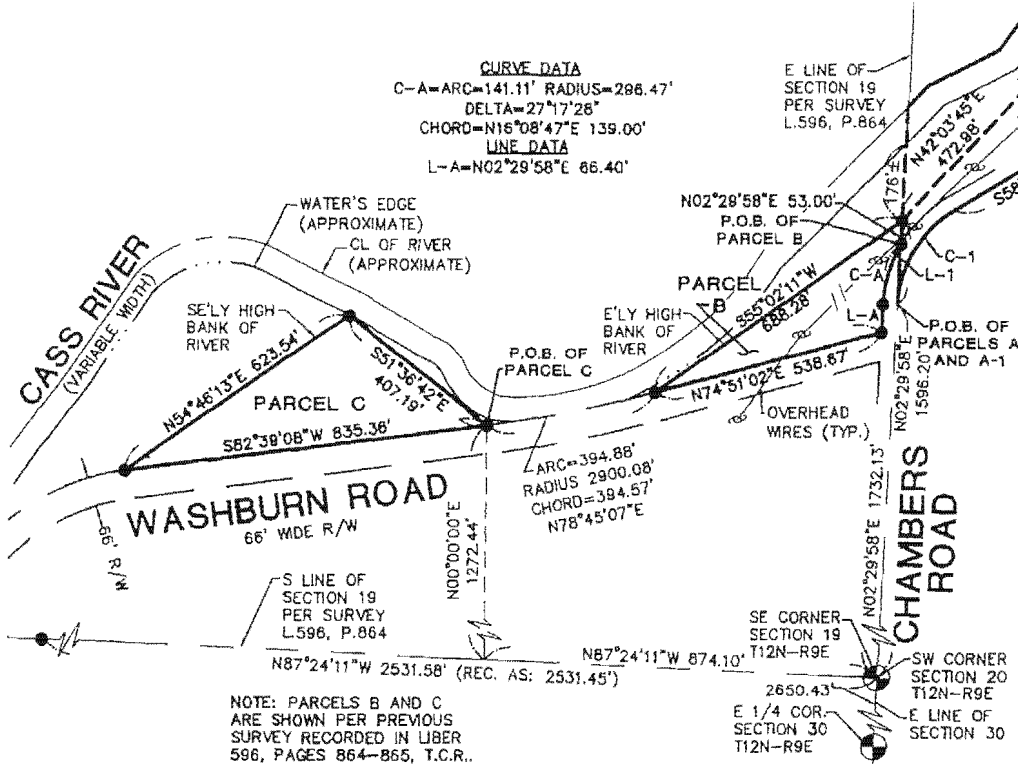 CURVE DATA
C-A=ARC=141.11' RADIUS=296.47'
DELTA=27°17'28"
CHORD=N16°08'47"E 139.00'
LINE DATA
L-A=N02°29'58"E 66.40'
E LINE OF
SECTION 19
PER SURVEY
L.596, P.864
N42°03'45"E
472.98'
176'±
S58
N02°29'58"E 53.00'
P.O.B. OF
PARCEL B
C-1
C-A
L-1
L-A
WATER'S EDGE
(APPROXIMATE)
CL OF RIVER
(APPROXIMATE)
CASS RIVER
(VARIABLE WIDTH)
SE'LY HIGH
BANK OF
RIVER
PARCEL
B
S55°02'11"W
688.28'
E'LY HIGH
BANK OF
RIVER
P.O.B. OF
PARCELS A
AND A-1
P.O.B. OF
PARCEL C
N54°46'13"E 623.54'
S51°36'42"E
407.19'
PARCEL C
S82°39'08"W 835.36'
N74°51'02"E 538.67'
OVERHEAD
WIRES (TYP.)
N02°29'58"E
1596.20'
ARC=394.88'
RADIUS 2900.08'
CHORD=394.57'
N78°45'07"E
WASHBURN ROAD
66' WIDE R/W
66' R/W
N00°00'00"E
1272.44'
N02°29'58"E 1732.13'
CHAMBERS
ROAD
S LINE OF
SECTION 19
PER SURVEY
L.596, P.864
N87°24'11"W 2531.58' (REC. AS: 2531.45')
N87°24'11"W 874.10'
SE CORNER
SECTION 19
T12N-R9E
SW CORNER
SECTION 20
T12N-R9E
2650.43'
E LINE OF
SECTION 30
E 1/4 COR.
SECTION 30
T12N-R9E
NOTE: PARCELS B AND C
ARE SHOWN PER PREVIOUS
SURVEY RECORDED IN LIBER
596, PAGES 864-865, T.C.R..